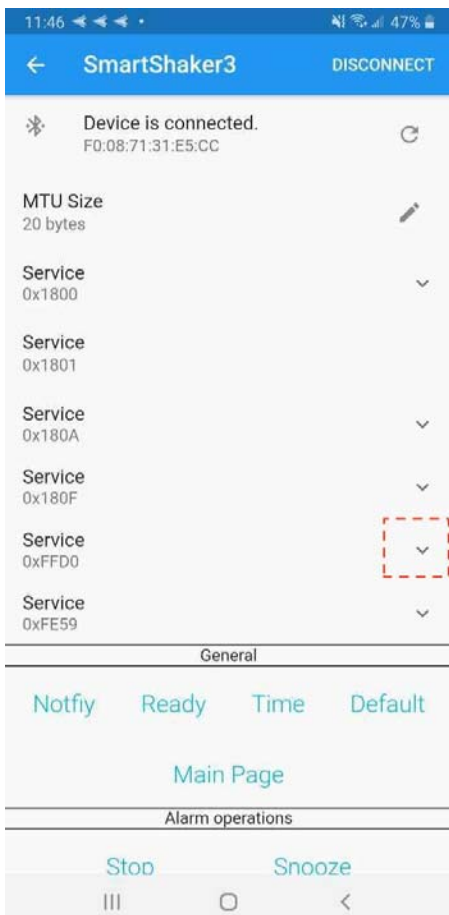 11:46 47%
SmartShaker3 DISCONNECT
Device is connected.
F0:08:71:31:E5:CC
MTU Size
20 bytes
Service
0x1800
Service
0x1801
Service
0x180A
Service
0x180F
Service
0xFFD0
Service
0xFE59
General
Notfiy Ready Time Default
Main Page
Alarm operations
Stop Snooze